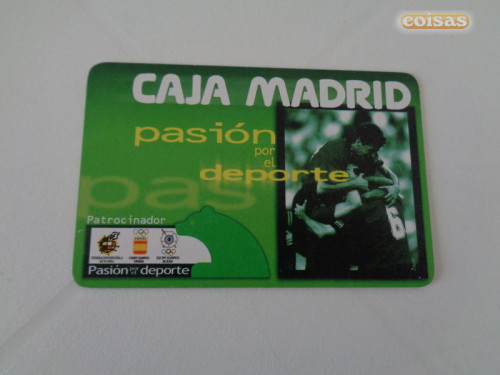 coisas
CAJA MADRID
pasión
por
el
deporte
pas
Patrocinador
6
Pasión por el deporte